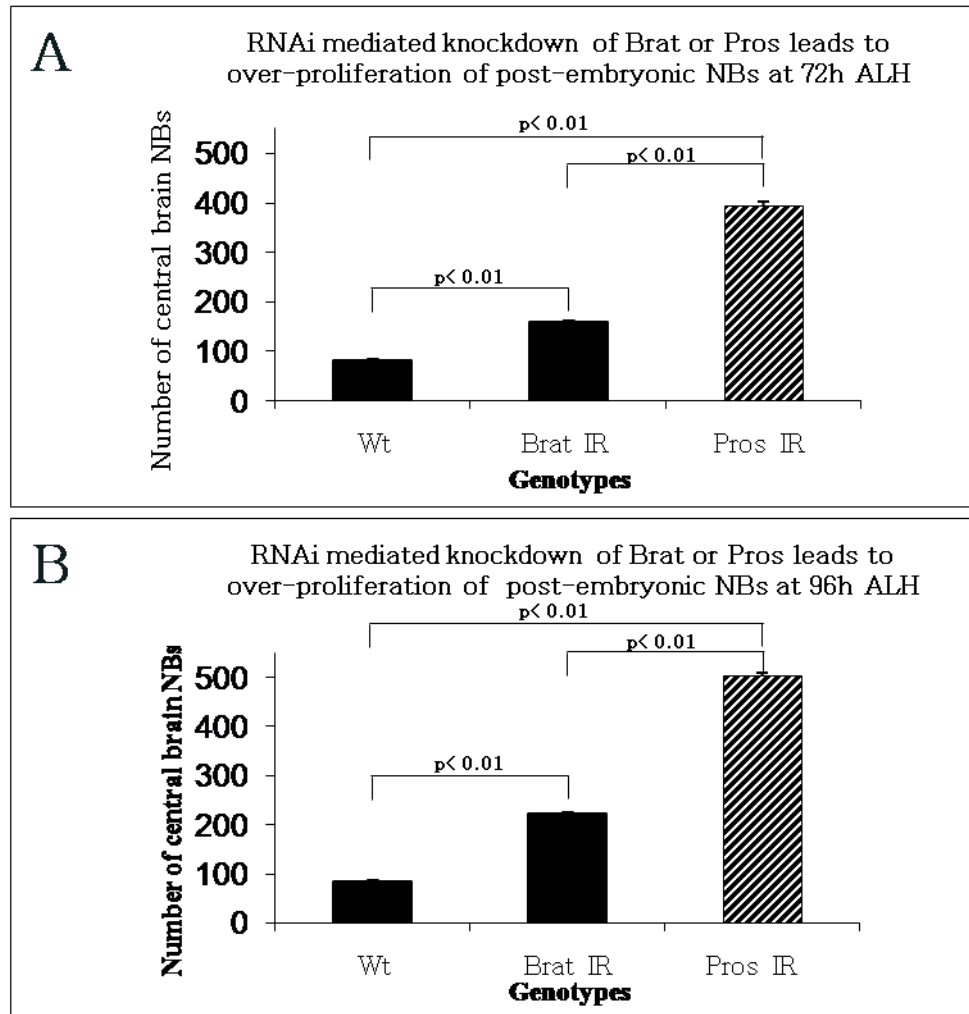 A
RNAi mediated knockdown of Brat or Pros leads to
over-proliferation of post-embryonic NBs at 72h ALH
Number of central brain NBs
500
400
300
200
100
0
p< 0.01
p< 0.01
p< 0.01
Wt
Brat IR
Pros IR
Genotypes
B
RNAi mediated knockdown of Brat or Pros leads to
over-proliferation of post-embryonic NBs at 96h ALH
Number of central brain NBs
500
400
300
200
100
0
p< 0.01
p< 0.01
p< 0.01
Wt
Brat IR
Pros IR
Genotypes